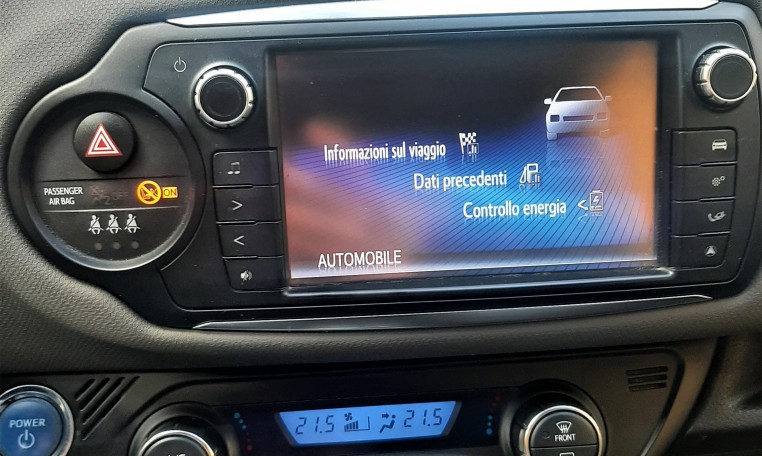 Informazioni sul viaggio
Dati precedenti
Controllo energia
AUTOMOBILE
PASSENGER
AIR BAG
ON
POWER
21.5
21.5
FRONT